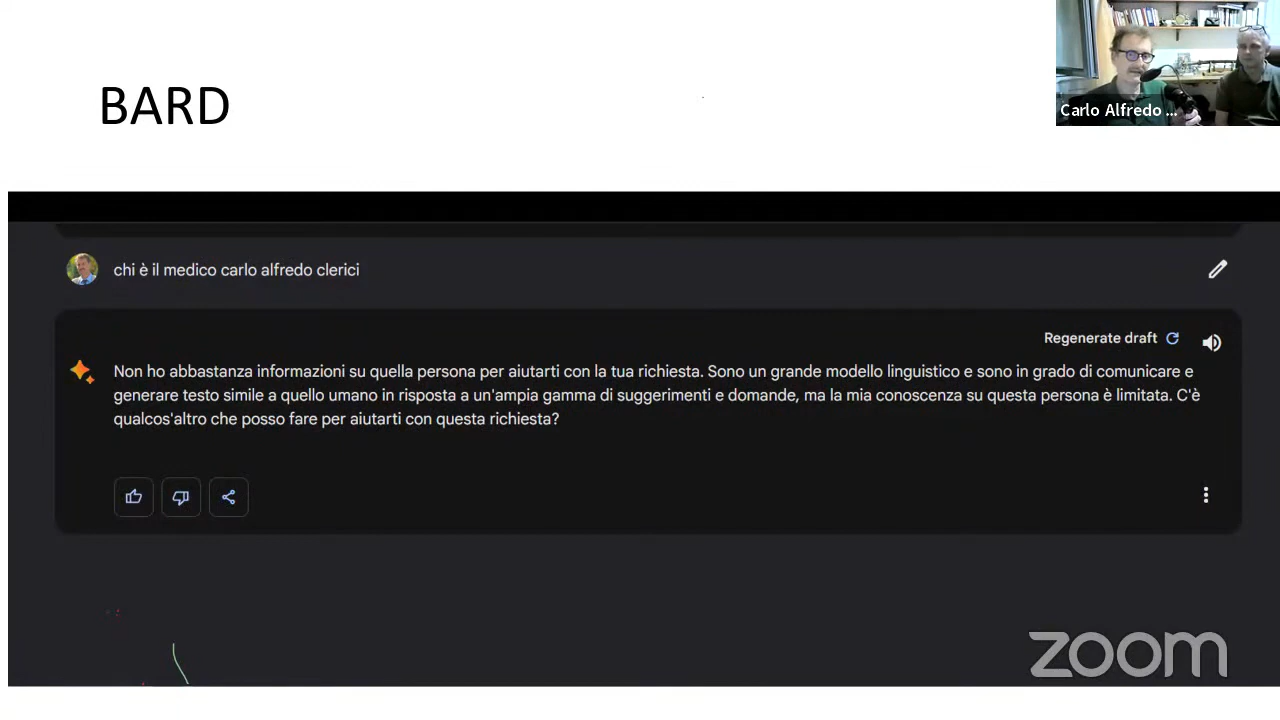 BARD
Carlo Alfredo ...
chi è il medico carlo alfredo clerici
Regenerate draft
Non ho abbastanza informazioni su quella persona per aiutarti con la tua richiesta. Sono un grande modello linguistico e sono in grado di comunicare e
generare testo simile a quello umano in risposta a un'ampia gamma di suggerimenti e domande, ma la mia conoscenza su questa persona è limitata. C'è
qualcos'altro che posso fare per aiutarti con questa richiesta?
zoom